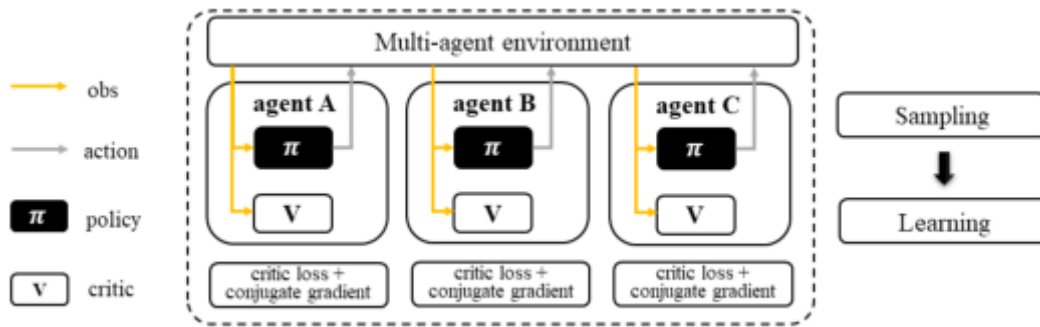 Multi-agent environment
obs
action
π policy
V critic
agent A
π
V
agent B
π
V
agent C
π
V
critic loss +
conjugate gradient
critic loss +
conjugate gradient
critic loss +
conjugate gradient
Sampling
Learning